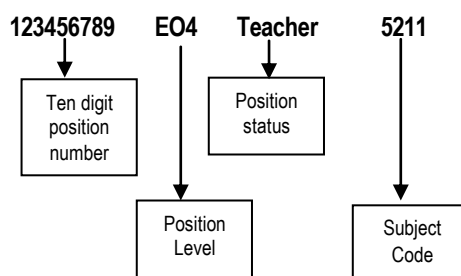 123456789 EO4 Teacher 5211
Ten digit
position
number
Position
status
Position
Level
Subject
Code